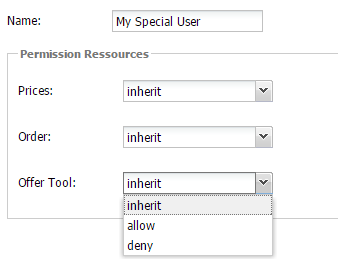 Name: My Special User
Permission Ressources
Prices: inherit
Order: inherit
Offer Tool: inherit
inherit
allow
deny